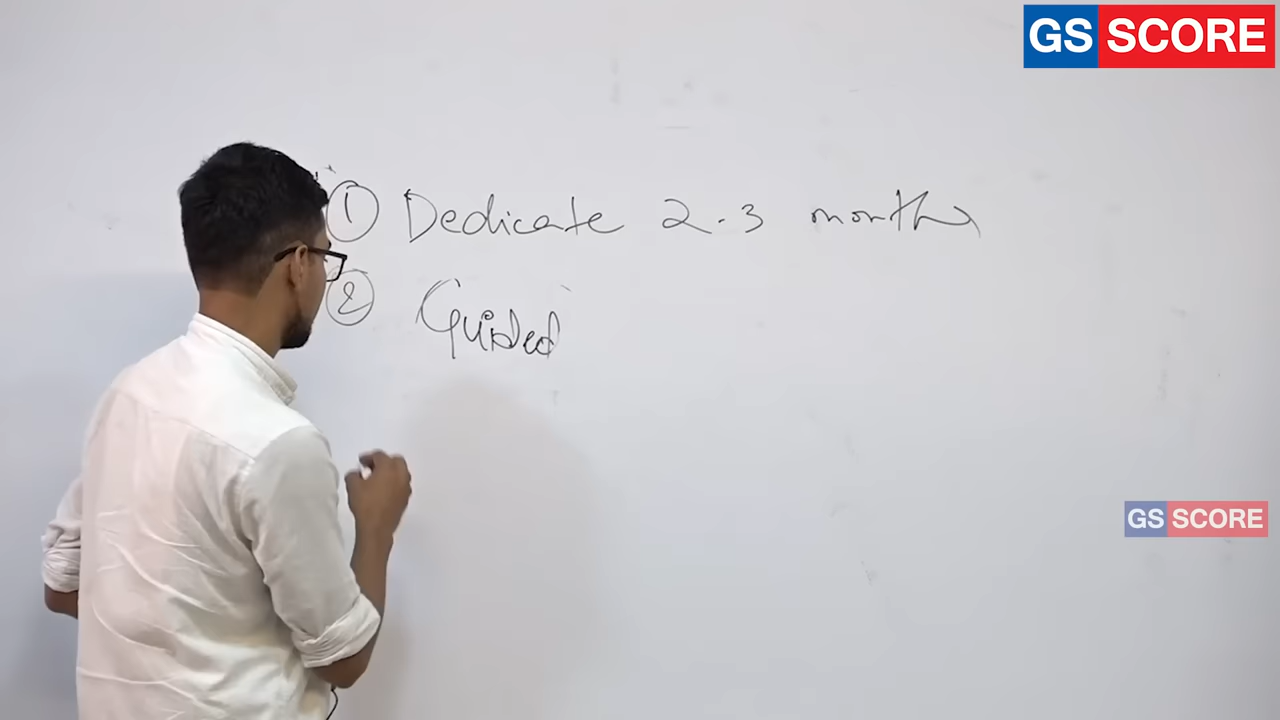 GS SCORE
① Dedicate 2-3 months
② Guided
GS SCORE